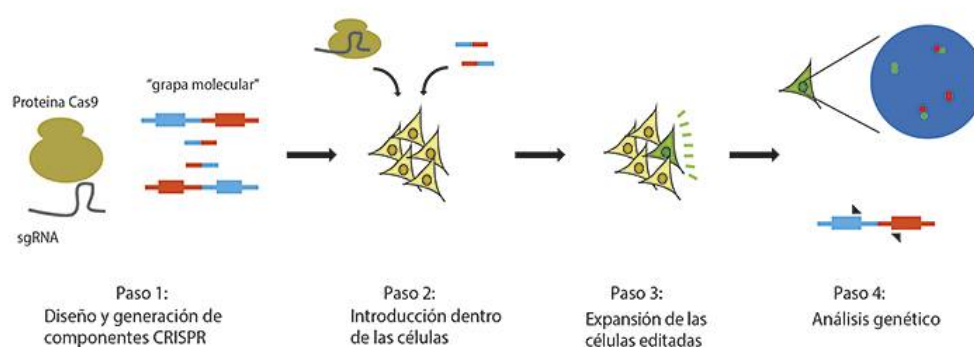 Proteina Cas9
"grapa molecular"
sgRNA
Paso 1:
Diseño y generación de
componentes CRISPR
Paso 2:
Introducción dentro
de las células
Paso 3:
Expansión de las
células editadas
Paso 4:
Análisis genético